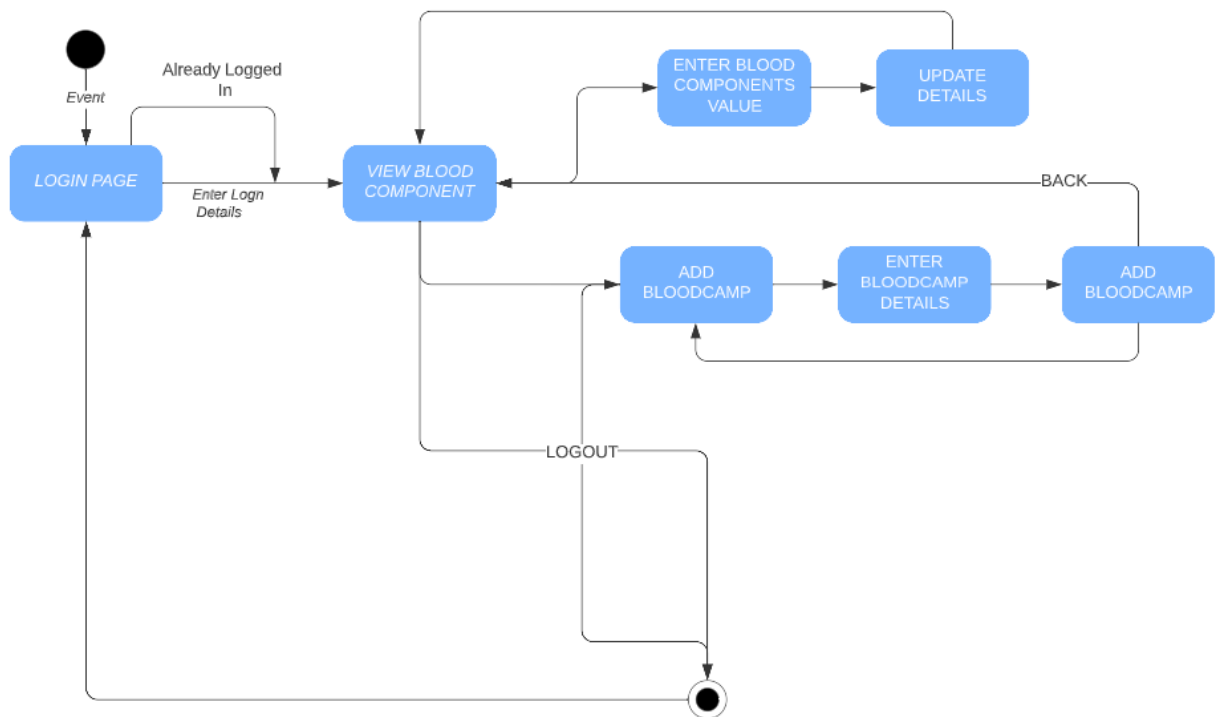 Already Logged
In
Event
ENTER BLOOD
COMPONENTS
VALUE
UPDATE
DETAILS
LOGIN PAGE
Enter Logn
Details
VIEW BLOOD
COMPONENT
BACK
ADD
BLOODCAMP
ENTER
BLOODCAMP
DETAILS
ADD
BLOODCAMP
LOGOUT